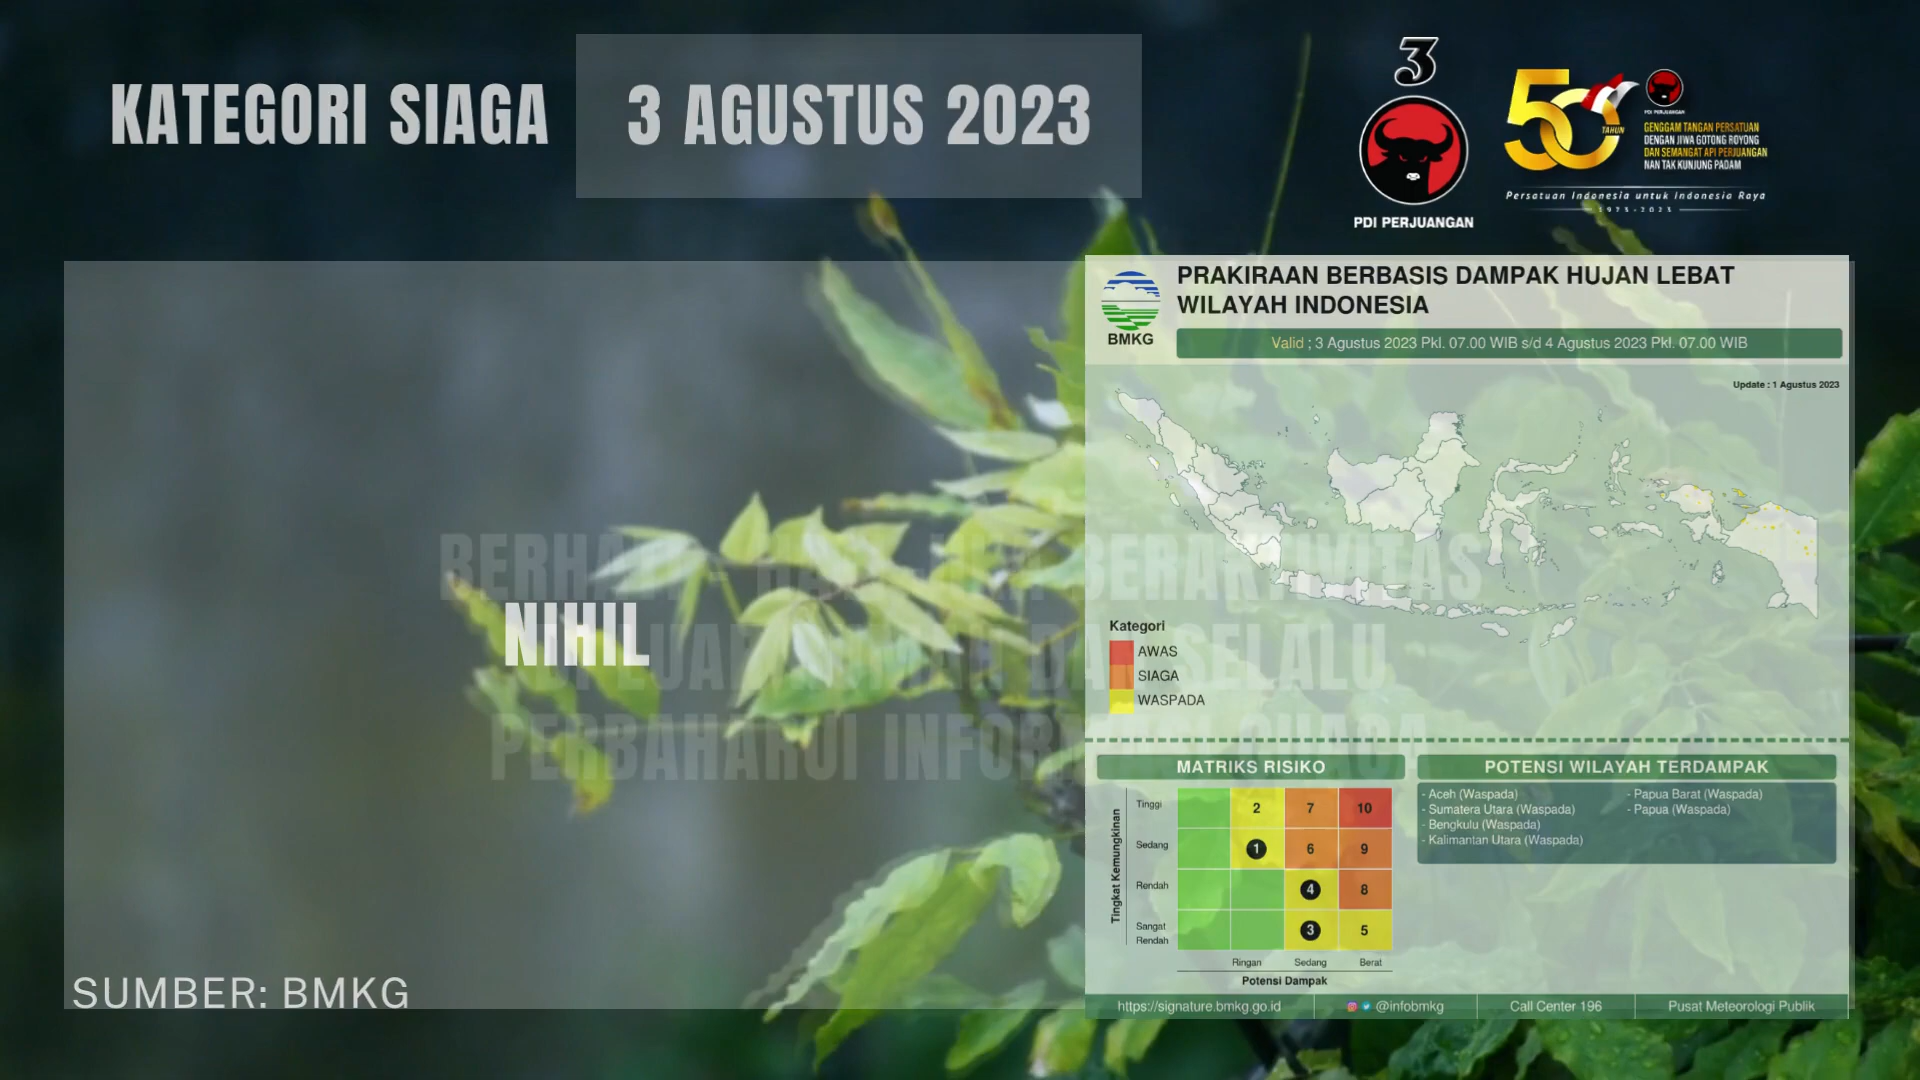 KATEGORI SIAGA
3 AGUSTUS 2023
3
PDI PERJUANGAN
50
TAHUN
PDI PERJUANGAN
GENGGAM TANGAN PERSATUAN
DENGAN JIWA GOTONG ROYONG
DAN SEMANGAT API PERJUANGAN
NAN TAK KUNJUNG PADAM
Persatuan Indonesia untuk Indonesia Raya
1973-2023
NIHIL
PERBAHARUI
SELALU
SUMBER: BMKG
BMKG
PRAKIRAAN BERBASIS DAMPAK HUJAN LEBAT
WILAYAH INDONESIA
Valid ; 3 Agustus 2023 Pkl. 07.00 WIB s/d 4 Agustus 2023 Pkl. 07.00 WIB
Update : 1 Agustus 2023
Kategori
AWAS
SIAGA
WASPADA
MATRIKS RISIKO
Tingkat Kemungkinan
Tinggi 2 7 10
Sedang 1 6 9
Rendah 4 8
Sangat
Rendah 3 5
Ringan Sedang Berat
Potensi Dampak
POTENSI WILAYAH TERDAMPAK
- Aceh (Waspada)
- Sumatera Utara (Waspada)
- Bengkulu (Waspada)
- Kalimantan Utara (Waspada)
- Papua Barat (Waspada)
- Papua (Waspada)
https://signature.bmkg.go.id
@infobmkg
Call Center 196
Pusat Meteorologi Publik